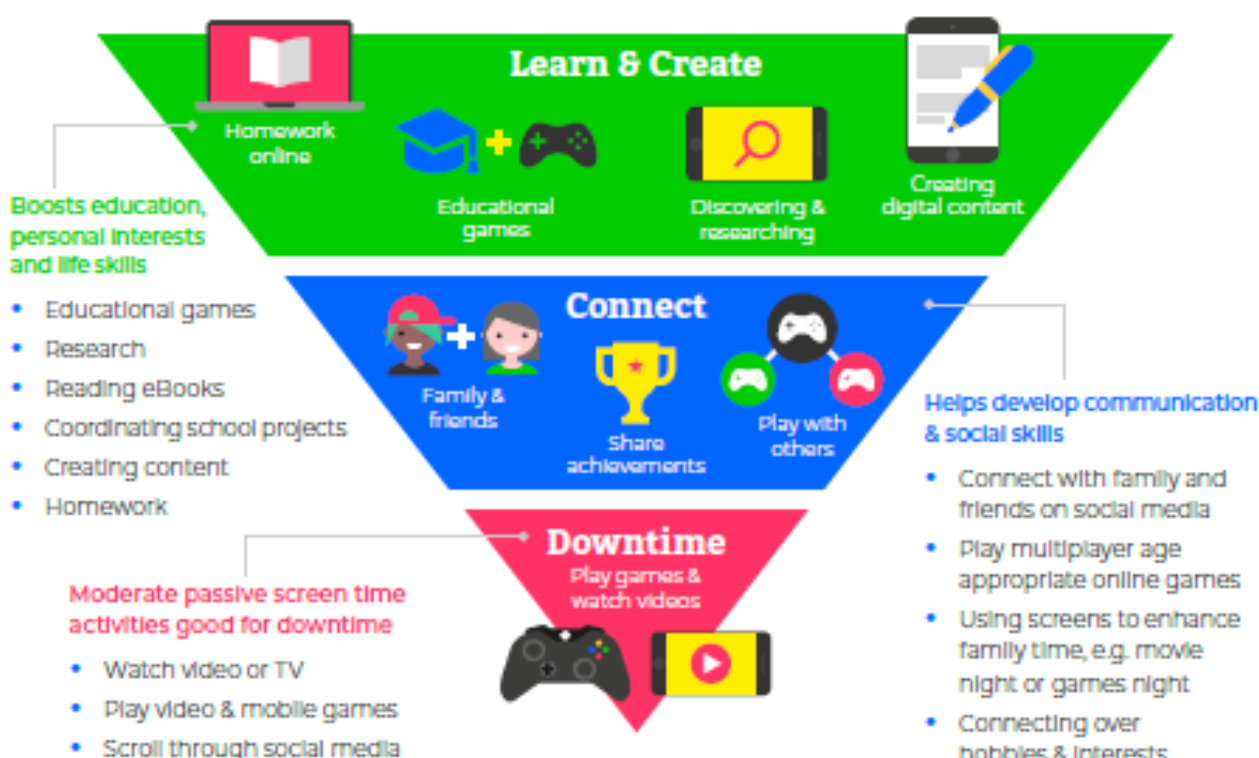 Learn & Create
Homework
online
Educational
games
Discovering &
researching
Creating
digital content
Boosts education,
personal interests
and life skills
• Educational games
• Research
• Reading eBooks
• Coordinating school projects
• Creating content
• Homework
Connect
Family &
friends
Share
achievements
Play with
others
Helps develop communication
& social skills
• Connect with family and
friends on social media
• Play multiplayer age
appropriate online games
• Using screens to enhance
family time, e.g. movie
night or games night
• Connecting over
hobbies & interests
Downtime
Play games &
watch videos
Moderate passive screen time
activities good for downtime
• Watch video or TV
• Play video & mobile games
• Scroll through social media